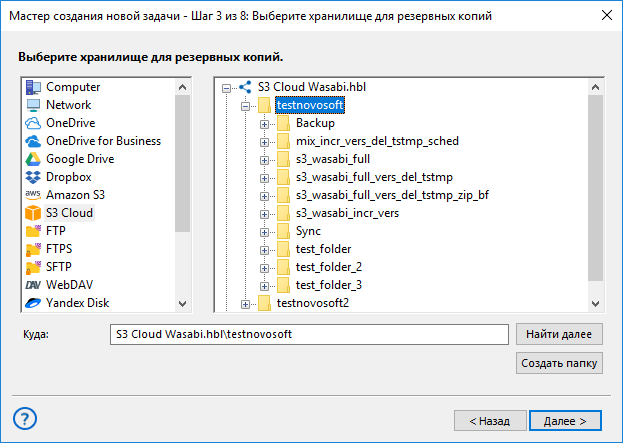 Мастер создания новой задачи - Шаг 3 из 8: Выберите хранилище для резервных копий
Выберите хранилище для резервных копий.
Computer
Network
OneDrive
OneDrive for Business
Google Drive
Dropbox
aws Amazon S3
S3 Cloud
FTP
FTPS
SFTP
WebDAV
Yandex Disk
S3 Cloud Wasabi.hbl
testnovosoft
Backup
mix_incr_vers_del_tstmp_sched
s3_wasabi_full
s3_wasabi_full_vers_del_tstmp
s3_wasabi_full_vers_del_tstmp_zip_bf
s3_wasabi_incr_vers
Sync
test_folder
test_folder_2
test_folder_3
testnovosoft2
Куда:
S3 Cloud Wasabi.hbl\testnovosoft
Найти далее
Создать папку
?
< Назад
Далее >